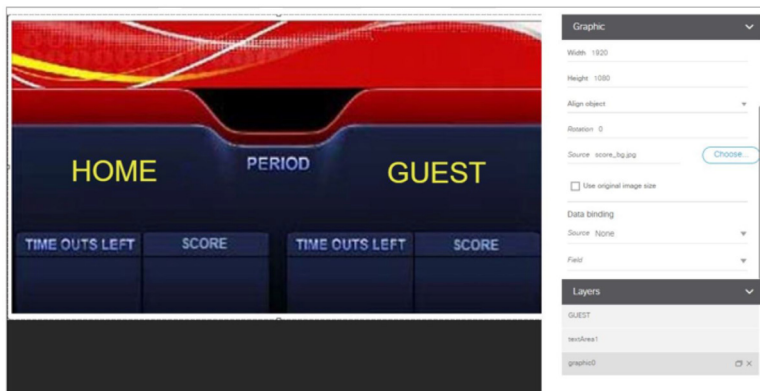 HOME
PERIOD
GUEST
TIME OUTS LEFT
SCORE
TIME OUTS LEFT
SCORE
Graphic
Width 1920
Height 1080
Align object
Rotation 0
Source score_bg.jpg
Choose...
Use original image size
Data binding
Source None
Field
Layers
GUEST
textArea1
graphic0